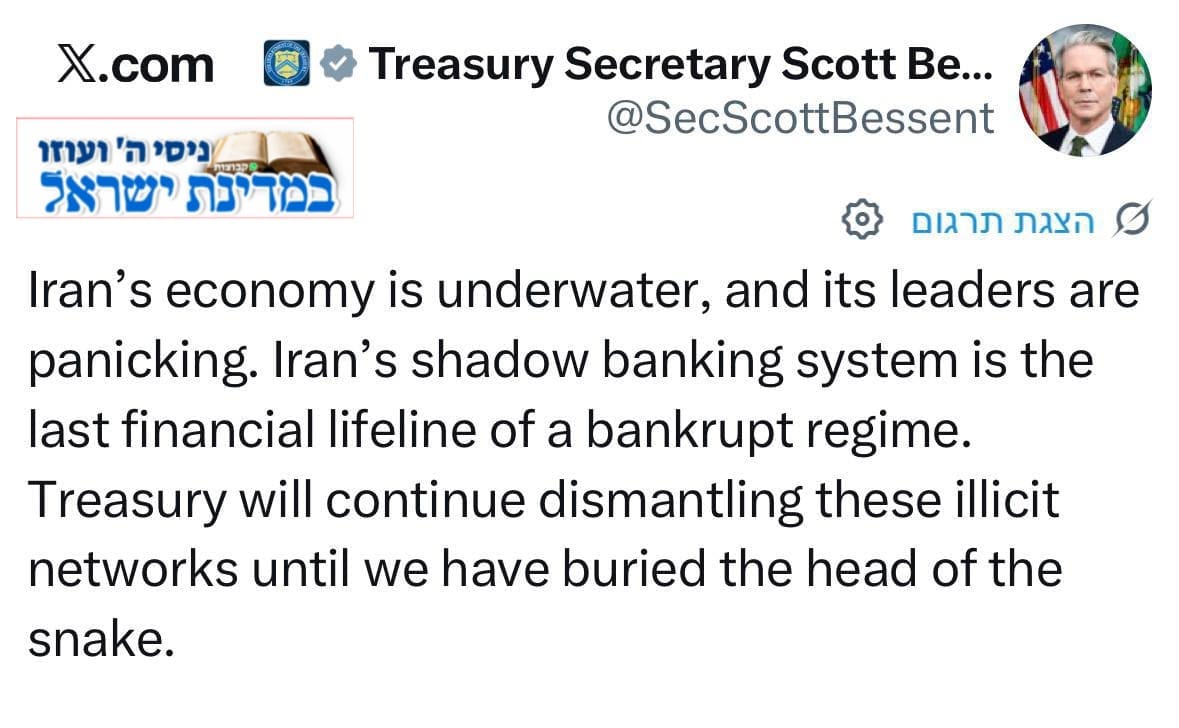 X.com
Treasury Secretary Scott Be...
@SecScottBessent
ניסי ה' ועוזו
קבוצות
במדינת ישראל
הצגת תרגום
Iran’s economy is underwater, and its leaders are
panicking. Iran’s shadow banking system is the
last financial lifeline of a bankrupt regime.
Treasury will continue dismantling these illicit
networks until we have buried the head of the
snake.